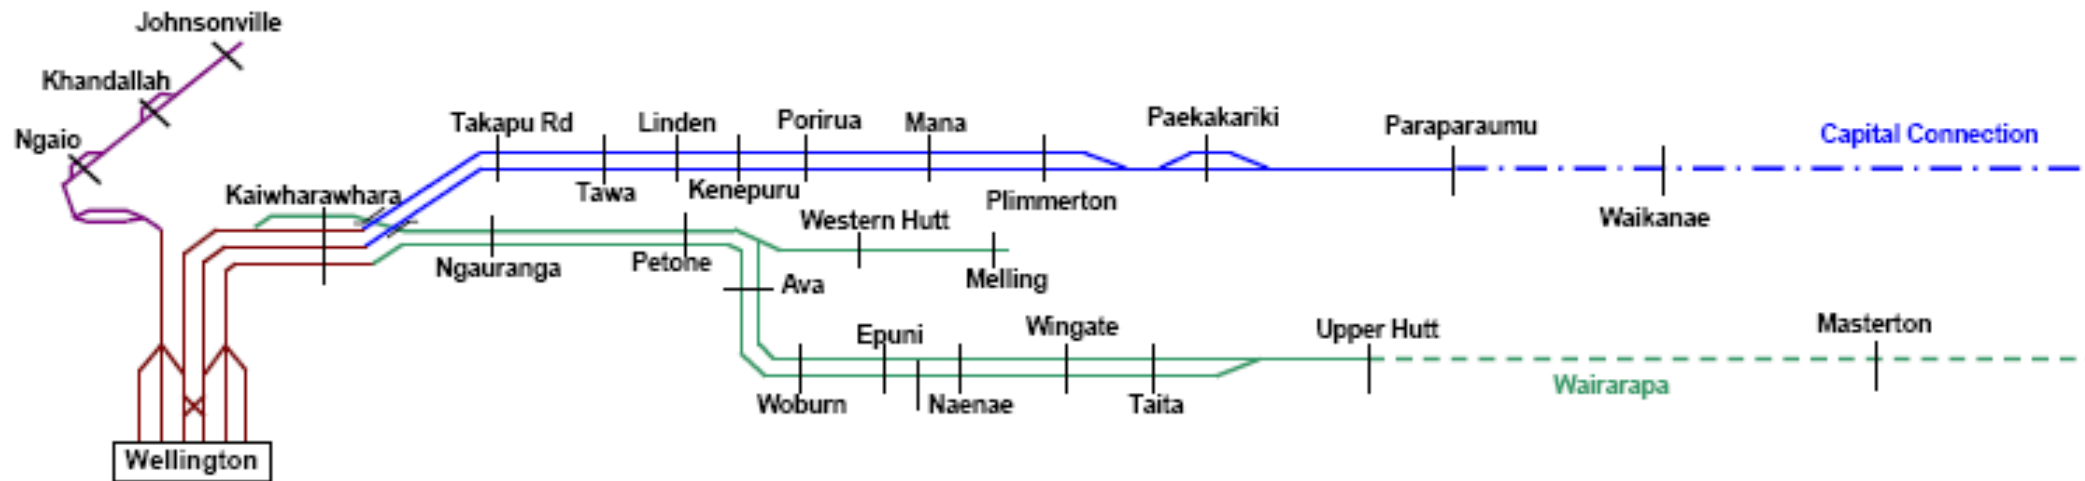 Johnsonville
Khandallah
Ngaio
Kaiwharawhara
Takapu Rd
Tawa
Linden
Kenepuru
Porirua
Mana
Plimmerton
Paekakariki
Paraparaumu
Waikanae
Capital Connection
Ngauranga
Petone
Western Hutt
Melling
Ava
Woburn
Epuni
Naenae
Wingate
Taita
Upper Hutt
Wairarapa
Masterton
Wellington